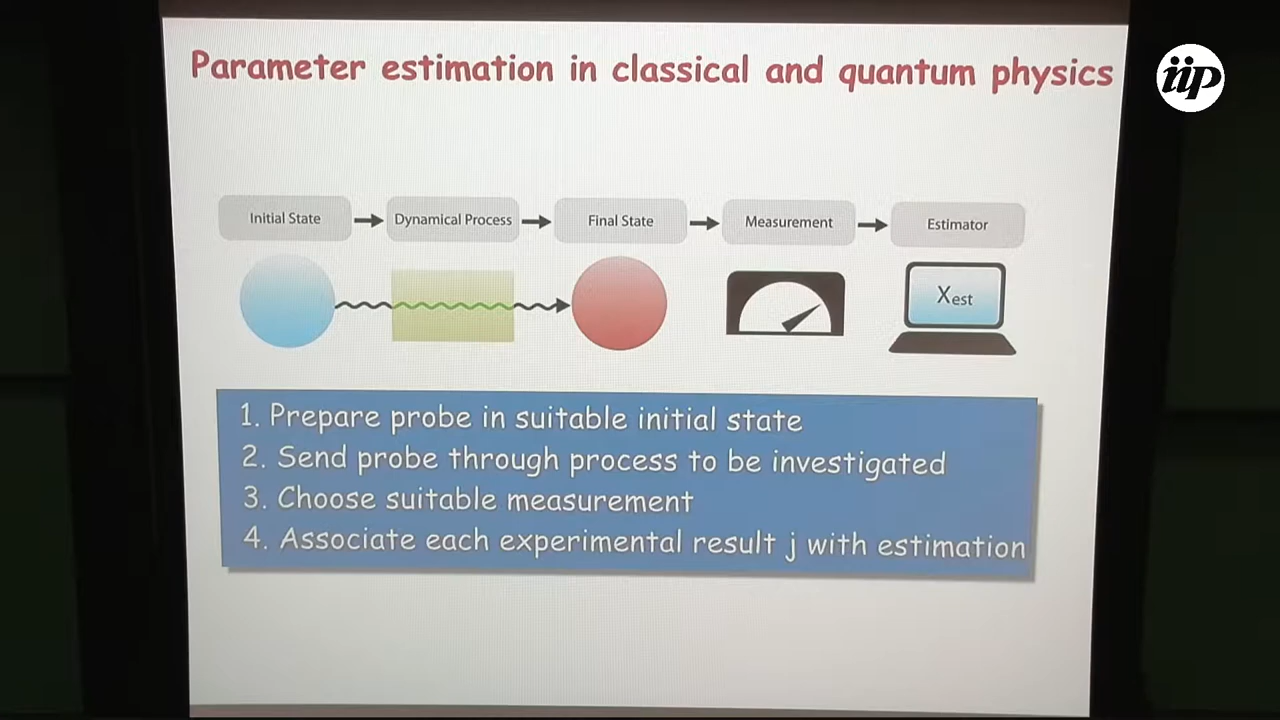 Parameter estimation in classical and quantum physics
iip
Initial State
Dynamical Process
Final State
Measurement
Estimator
Xest
1. Prepare probe in suitable initial state
2. Send probe through process to be investigated
3. Choose suitable measurement
4. Associate each experimental result j with estimation